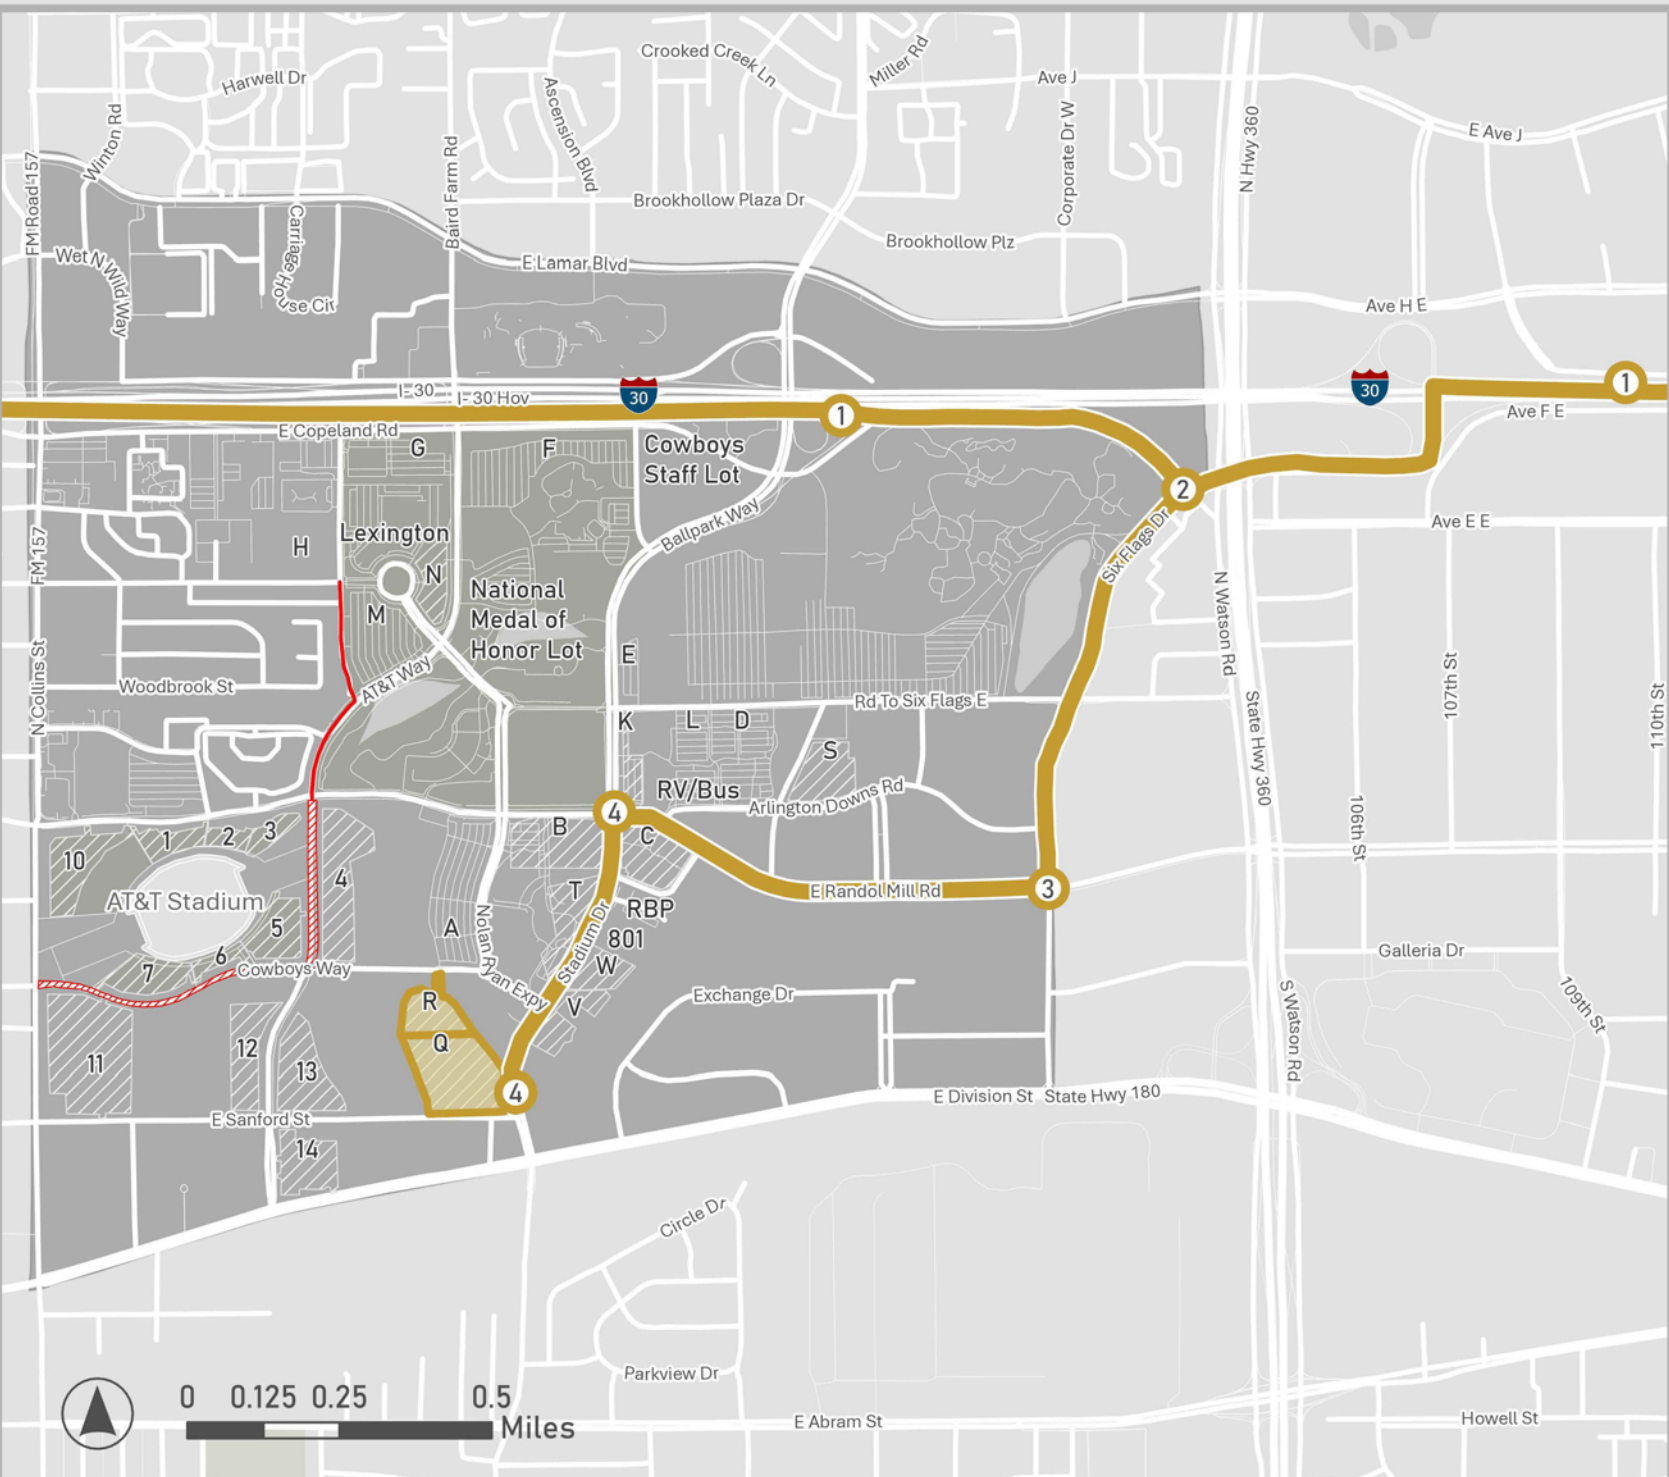 Crooked Creek Ln
Miller Rd
Harwell Dr
Ave J
Winton Rd
Ascension Blvd
Corporate Dr W
N Hwy 360
E Ave J
FM Road 157
Baird Farm Rd
Brookhollow Plaza Dr
Carriage House Cir
Brookhollow Plz
Wet N Wild Way
E Lamar Blvd
Ave H E
I-30
I-30 Hov
30
30
1
1
Ave F E
E Copeland Rd
G
F
Cowboys
Staff Lot
2
Ballpark Way
Ave E E
Six Flags Dr
FM 157
H
Lexington
N
M
National
Medal of
Honor Lot
N Watson Rd
E
N Collins St
Woodbrook St
AT&T Way
Rd To Six Flags E
107th St
110th St
State Hwy 360
K
L
D
S
RV/Bus
Arlington Downs Rd
4
B
C
106th St
1
2
3
10
4
AT&T Stadium
T
E Randol Mill Rd
3
RBP
5
A
Nolan Ryan Expy
Stadium Dr
801
6
7
Cowboys Way
W
Galleria Dr
R
V
Exchange Dr
109th St
S Watson Rd
Q
11
12
13
4
E Division St
State Hwy 180
E Sanford St
14
Circle Dr
Parkview Dr
0
0.125
0.25
0.5
Miles
E Abram St
Howell St